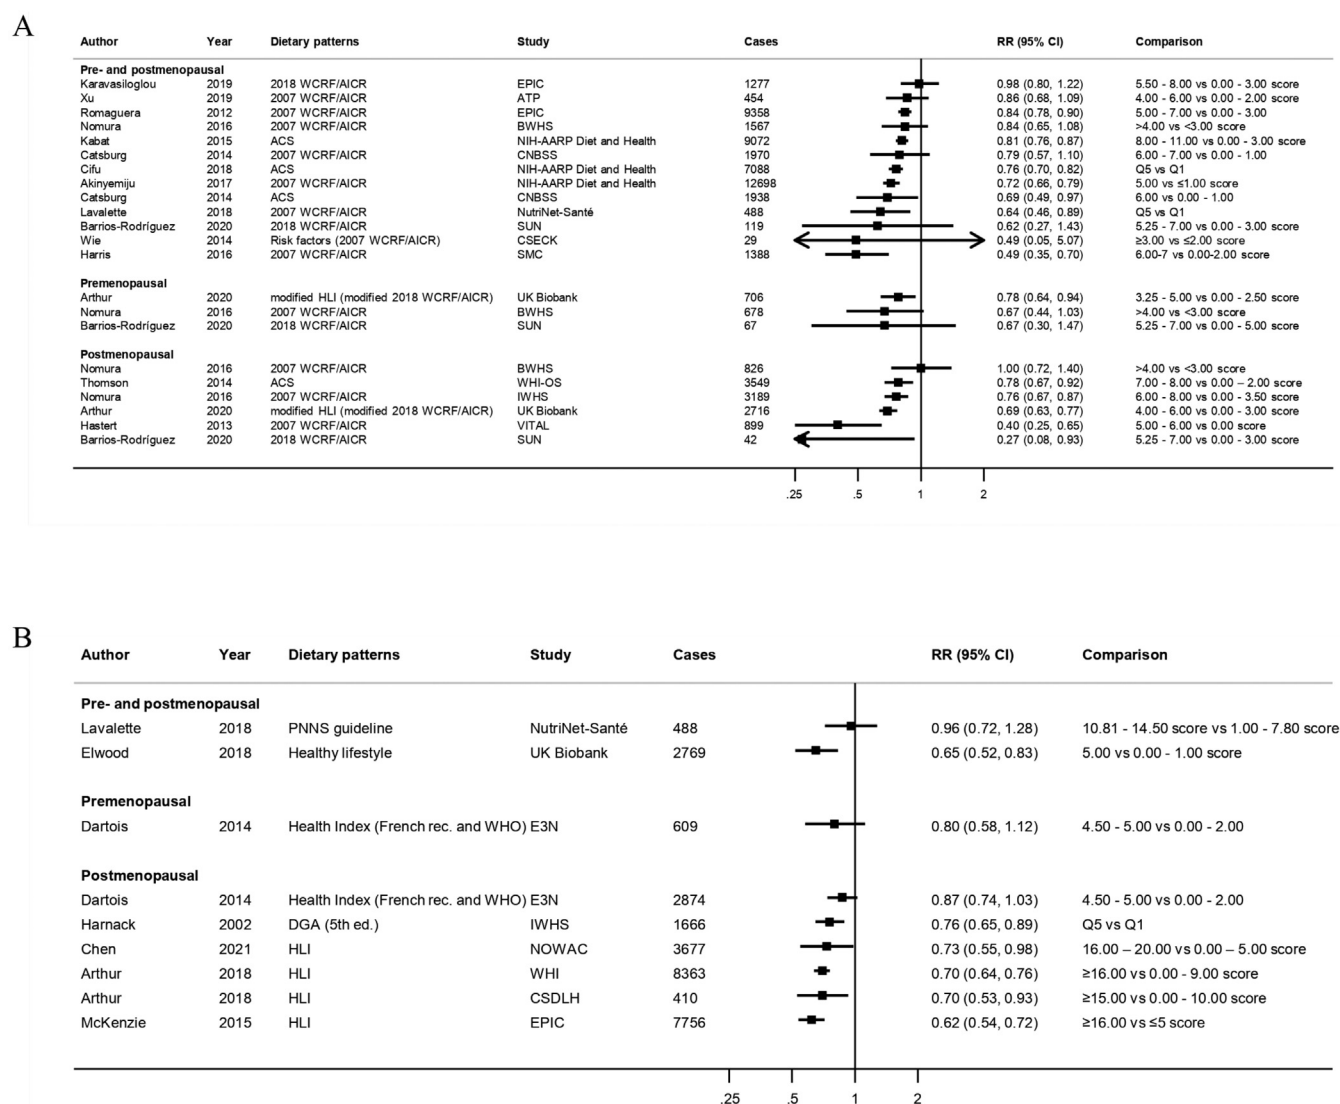 A
Author Year Dietary patterns Study Cases RR (95% CI) Comparison
Pre- and postmenopausal
Karavasiloglou 2019 2018 WCRF/AICR EPIC 1277 0.98 (0.80, 1.22) 5.50 - 8.00 vs 0.00 - 3.00 score
Xu 2019 2007 WCRF/AICR ATP 454 0.86 (0.68, 1.09) 4.00 - 6.00 vs 0.00 - 2.00 score
Romaguera 2012 2007 WCRF/AICR EPIC 9358 0.84 (0.78, 0.90) 5.00 - 7.00 vs 0.00 - 3.00
Nomura 2016 2007 WCRF/AICR BWHS 1567 0.84 (0.65, 1.08) >4.00 vs <3.00 score
Kabat 2015 ACS NIH-AARP Diet and Health 9072 0.81 (0.76, 0.87) 8.00 - 11.00 vs 0.00 - 3.00 score
Catsburg 2014 2007 WCRF/AICR CNBSS 1970 0.79 (0.57, 1.10) 6.00 - 7.00 vs 0.00 - 1.00
Cifu 2018 ACS NIH-AARP Diet and Health 7088 0.76 (0.70, 0.82) Q5 vs Q1
Akinyemiju 2017 2007 WCRF/AICR NIH-AARP Diet and Health 12698 0.72 (0.66, 0.79) 5.00 vs ≤1.00 score
Catsburg 2014 ACS CNBSS 1938 0.69 (0.49, 0.97) 6.00 vs 0.00 - 1.00
Lavalette 2018 2007 WCRF/AICR NutriNet-Santé 488 0.64 (0.46, 0.89) Q5 vs Q1
Barrios-Rodríguez 2020 2018 WCRF/AICR SUN 119 0.62 (0.27, 1.43) 5.25 - 7.00 vs 0.00 - 3.00 score
Wie 2014 Risk factors (2007 WCRF/AICR) CSECK 29 0.49 (0.05, 5.07) ≥3.00 vs ≤2.00 score
Harris 2016 2007 WCRF/AICR SMC 1388 0.49 (0.35, 0.70) 6.00-7 vs 0.00-2.00 score
Premenopausal
Arthur 2020 modified HLI (modified 2018 WCRF/AICR) UK Biobank 706 0.78 (0.64, 0.94) 3.25 - 5.00 vs 0.00 - 2.50 score
Nomura 2016 2007 WCRF/AICR BWHS 678 0.67 (0.44, 1.03) >4.00 vs <3.00 score
Barrios-Rodríguez 2020 2018 WCRF/AICR SUN 67 0.67 (0.30, 1.47) 5.25 - 7.00 vs 0.00 - 5.00 score
Postmenopausal
Nomura 2016 2007 WCRF/AICR BWHS 826 1.00 (0.72, 1.40) >4.00 vs <3.00 score
Thomson 2014 ACS WHI-OS 3549 0.78 (0.67, 0.92) 7.00 - 8.00 vs 0.00 – 2.00 score
Nomura 2016 2007 WCRF/AICR IWHS 3189 0.76 (0.67, 0.87) 6.00 - 8.00 vs 0.00 - 3.50 score
Arthur 2020 modified HLI (modified 2018 WCRF/AICR) UK Biobank 2716 0.69 (0.63, 0.77) 4.00 - 6.00 vs 0.00 - 3.00 score
Hastert 2013 2007 WCRF/AICR VITAL 899 0.40 (0.25, 0.65) 5.00 - 6.00 vs 0.00 score
Barrios-Rodríguez 2020 2018 WCRF/AICR SUN 42 0.27 (0.08, 0.93) 5.25 - 7.00 vs 0.00 - 3.00 score
.25 .5 1 2
B
Author Year Dietary patterns Study Cases RR (95% CI) Comparison
Pre- and postmenopausal
Lavalette 2018 PNNS guideline NutriNet-Santé 488 0.96 (0.72, 1.28) 10.81 - 14.50 score vs 1.00 - 7.80 score
Elwood 2018 Healthy lifestyle UK Biobank 2769 0.65 (0.52, 0.83) 5.00 vs 0.00 - 1.00 score
Premenopausal
Dartois 2014 Health Index (French rec. and WHO) E3N 609 0.80 (0.58, 1.12) 4.50 - 5.00 vs 0.00 - 2.00
Postmenopausal
Dartois 2014 Health Index (French rec. and WHO) E3N 2874 0.87 (0.74, 1.03) 4.50 - 5.00 vs 0.00 - 2.00
Harnack 2002 DGA (5th ed.) IWHS 1666 0.76 (0.65, 0.89) Q5 vs Q1
Chen 2021 HLI NOWAC 3677 0.73 (0.55, 0.98) 16.00 – 20.00 vs 0.00 – 5.00 score
Arthur 2018 HLI WHI 8363 0.70 (0.64, 0.76) ≥16.00 vs 0.00 - 9.00 score
Arthur 2018 HLI CSDLH 410 0.70 (0.53, 0.93) ≥15.00 vs 0.00 - 10.00 score
McKenzie 2015 HLI EPIC 7756 0.62 (0.54, 0.72) ≥16.00 vs ≤5 score
.25 .5 1 2